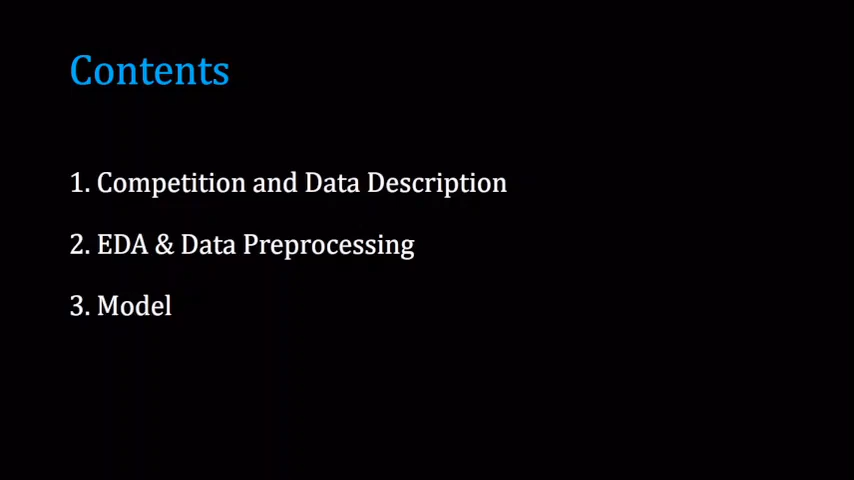 Contents
1. Competition and Data Description
2. EDA & Data Preprocessing
3. Model